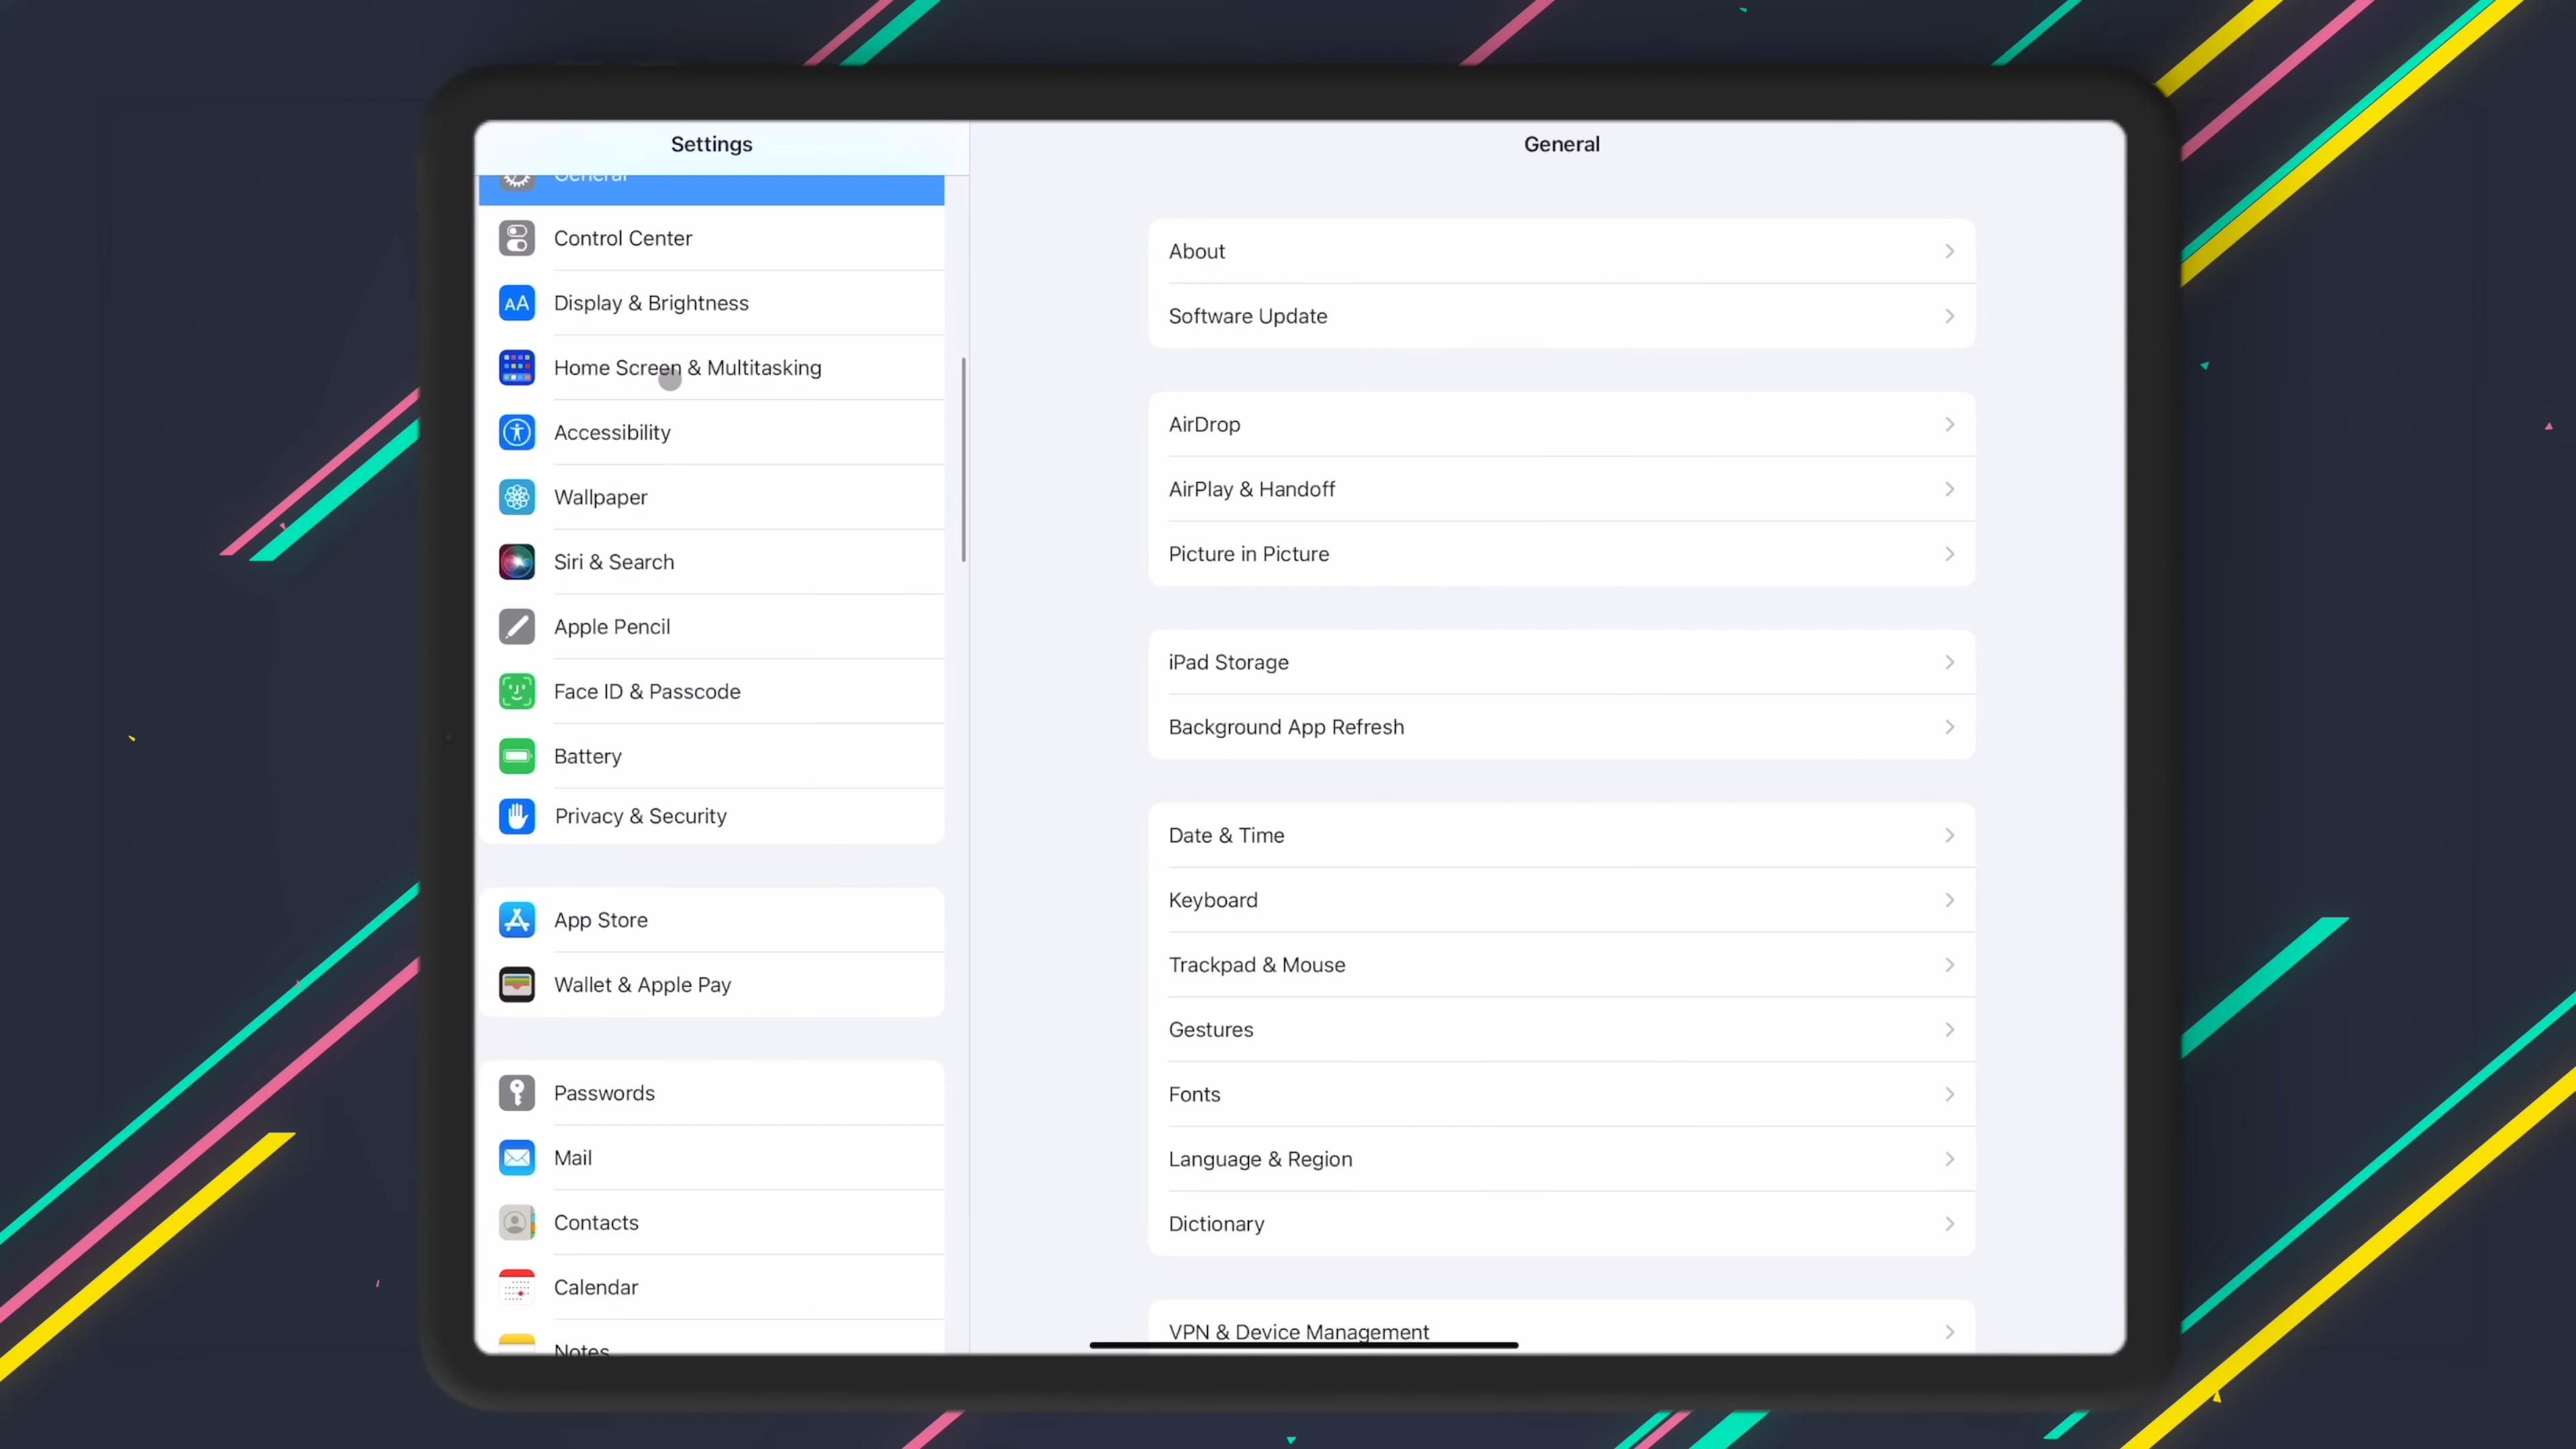 Settings
General
Control Center
Display & Brightness
Home Screen & Multitasking
Accessibility
Wallpaper
Siri & Search
Apple Pencil
Face ID & Passcode
Battery
Privacy & Security
App Store
Wallet & Apple Pay
Passwords
Mail
Contacts
Calendar
Notes
General
About
Software Update
AirDrop
AirPlay & Handoff
Picture in Picture
iPad Storage
Background App Refresh
Date & Time
Keyboard
Trackpad & Mouse
Gestures
Fonts
Language & Region
Dictionary
VPN & Device Management